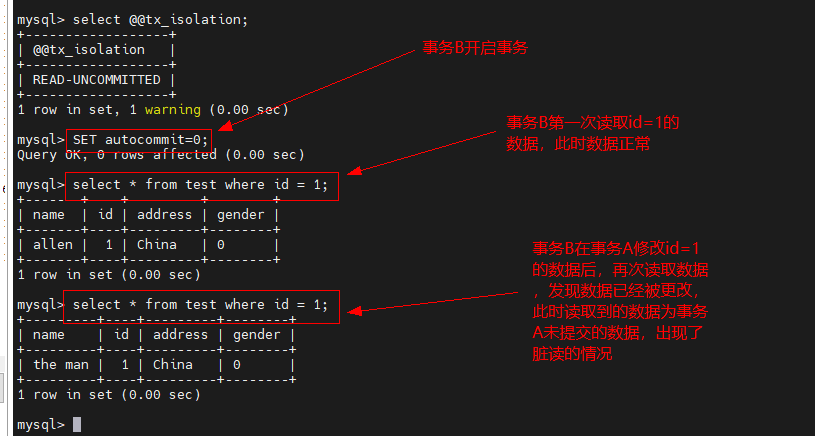 mysql> select @@tx_isolation;
+------------------+
| @@tx_isolation   |
+------------------+
| READ-UNCOMMITTED |
+------------------+
1 row in set, 1 warning (0.00 sec)
mysql> SET autocommit=0;
Query OK, 0 rows affected (0.00 sec)
mysql> select * from test where id = 1;
+-------+----+---------+--------+
| name  | id | address | gender |
+-------+----+---------+--------+
| allen |  1 | China   | 0      |
+-------+----+---------+--------+
1 row in set (0.00 sec)
mysql> select * from test where id = 1;
+---------+----+---------+--------+
| name    | id | address | gender |
+---------+----+---------+--------+
| the man |  1 | China   | 0      |
+---------+----+---------+--------+
1 row in set (0.00 sec)
mysql>
事务B开启事务
事务B第一次读取id=1的
数据，此时数据正常
事务B在事务A修改id=1
的数据后，再次读取数据
，发现数据已经被更改，
此时读取到的数据为事务
A未提交的数据，出现了
脏读的情况